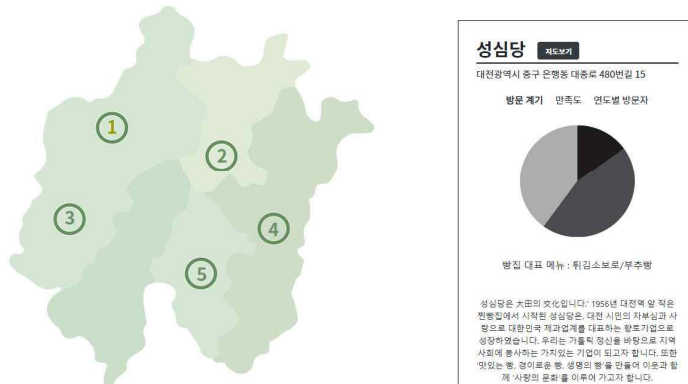 1
2
3
4
5
성심당 지도보기
대전광역시 중구 은행동 대종로 480번길 15
방문 계기 만족도 연도별 방문자
빵집 대표 메뉴 : 튀김소보로/부추빵
성심당은 大田의 文化입니다.' 1956년 대전역 앞 작은
찐빵집에서 시작된 성심당은, 대전 시민의 자부심과 사
랑으로 대한민국 제과업계를 대표하는 향토기업으로
성장하였습니다. 우리는 가톨릭 정신을 바탕으로 지역
사회에 봉사하는 가치있는 기업이 되고자 합니다. 또한
'맛있는 빵, 경이로운 빵, 생명의 빵'을 만들어 이웃과 함
께 '사랑의 문화'를 이루어 가고자 합니다.